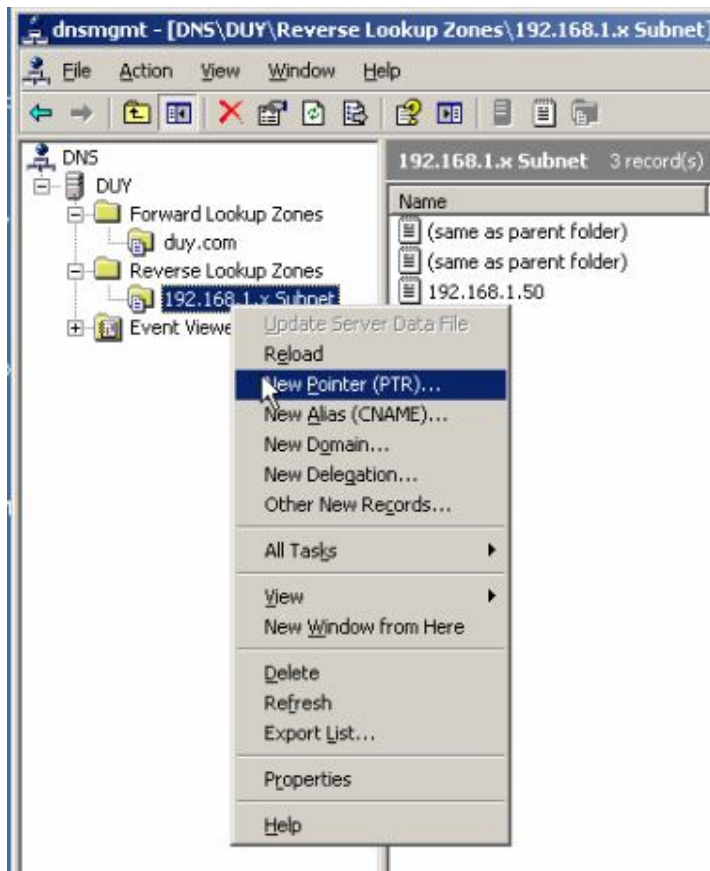 dnsmgmt - [DNS\DUY\Reverse Lookup Zones\192.168.1.x Subnet]
File Action View Window Help
DNS
DUY
Forward Lookup Zones
duy.com
Reverse Lookup Zones
192.168.1.x Subnet
Event Viewe
192.168.1.x Subnet 3 record(s)
Name
(same as parent folder)
(same as parent folder)
192.168.1.50
Update Server Data File
Reload
New Pointer (PTR)...
New Alias (CNAME)...
New Domain...
New Delegation...
Other New Records...
All Tasks
View
New Window from Here
Delete
Refresh
Export List...
Properties
Help